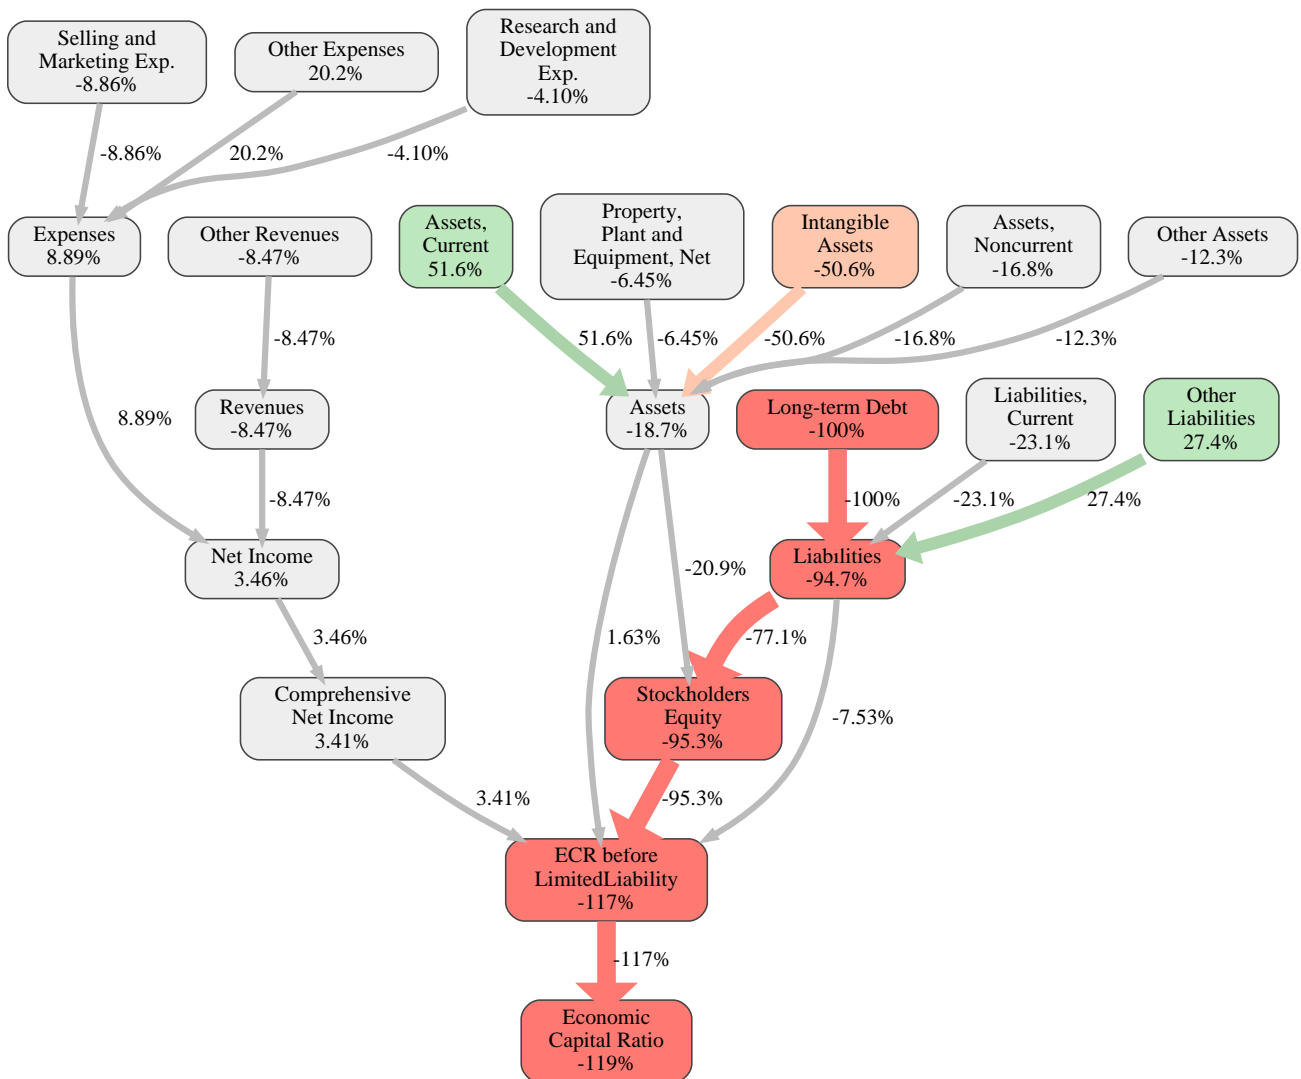 Selling and
Marketing Exp.
-8.86%
Other Expenses
20.2%
Research and
Development
Exp.
-4.10%
-8.86%
20.2%
-4.10%
Expenses
8.89%
Other Revenues
-8.47%
Assets,
Current
51.6%
Property,
Plant and
Equipment, Net
-6.45%
Intangible
Assets
-50.6%
Assets,
Noncurrent
-16.8%
Other Assets
-12.3%
-8.47%
51.6%
-6.45%
-50.6%
-16.8%
-12.3%
8.89%
Revenues
-8.47%
Assets
-18.7%
Long-term Debt
-100%
Liabilities,
Current
-23.1%
Other
Liabilities
27.4%
-8.47%
-100%
-23.1%
27.4%
Net Income
3.46%
-20.9%
Liabilities
-94.7%
3.46%
1.63%
-77.1%
Comprehensive
Net Income
3.41%
Stockholders
Equity
-95.3%
-7.53%
3.41%
-95.3%
ECR before
LimitedLiability
-117%
-117%
Economic
Capital Ratio
-119%